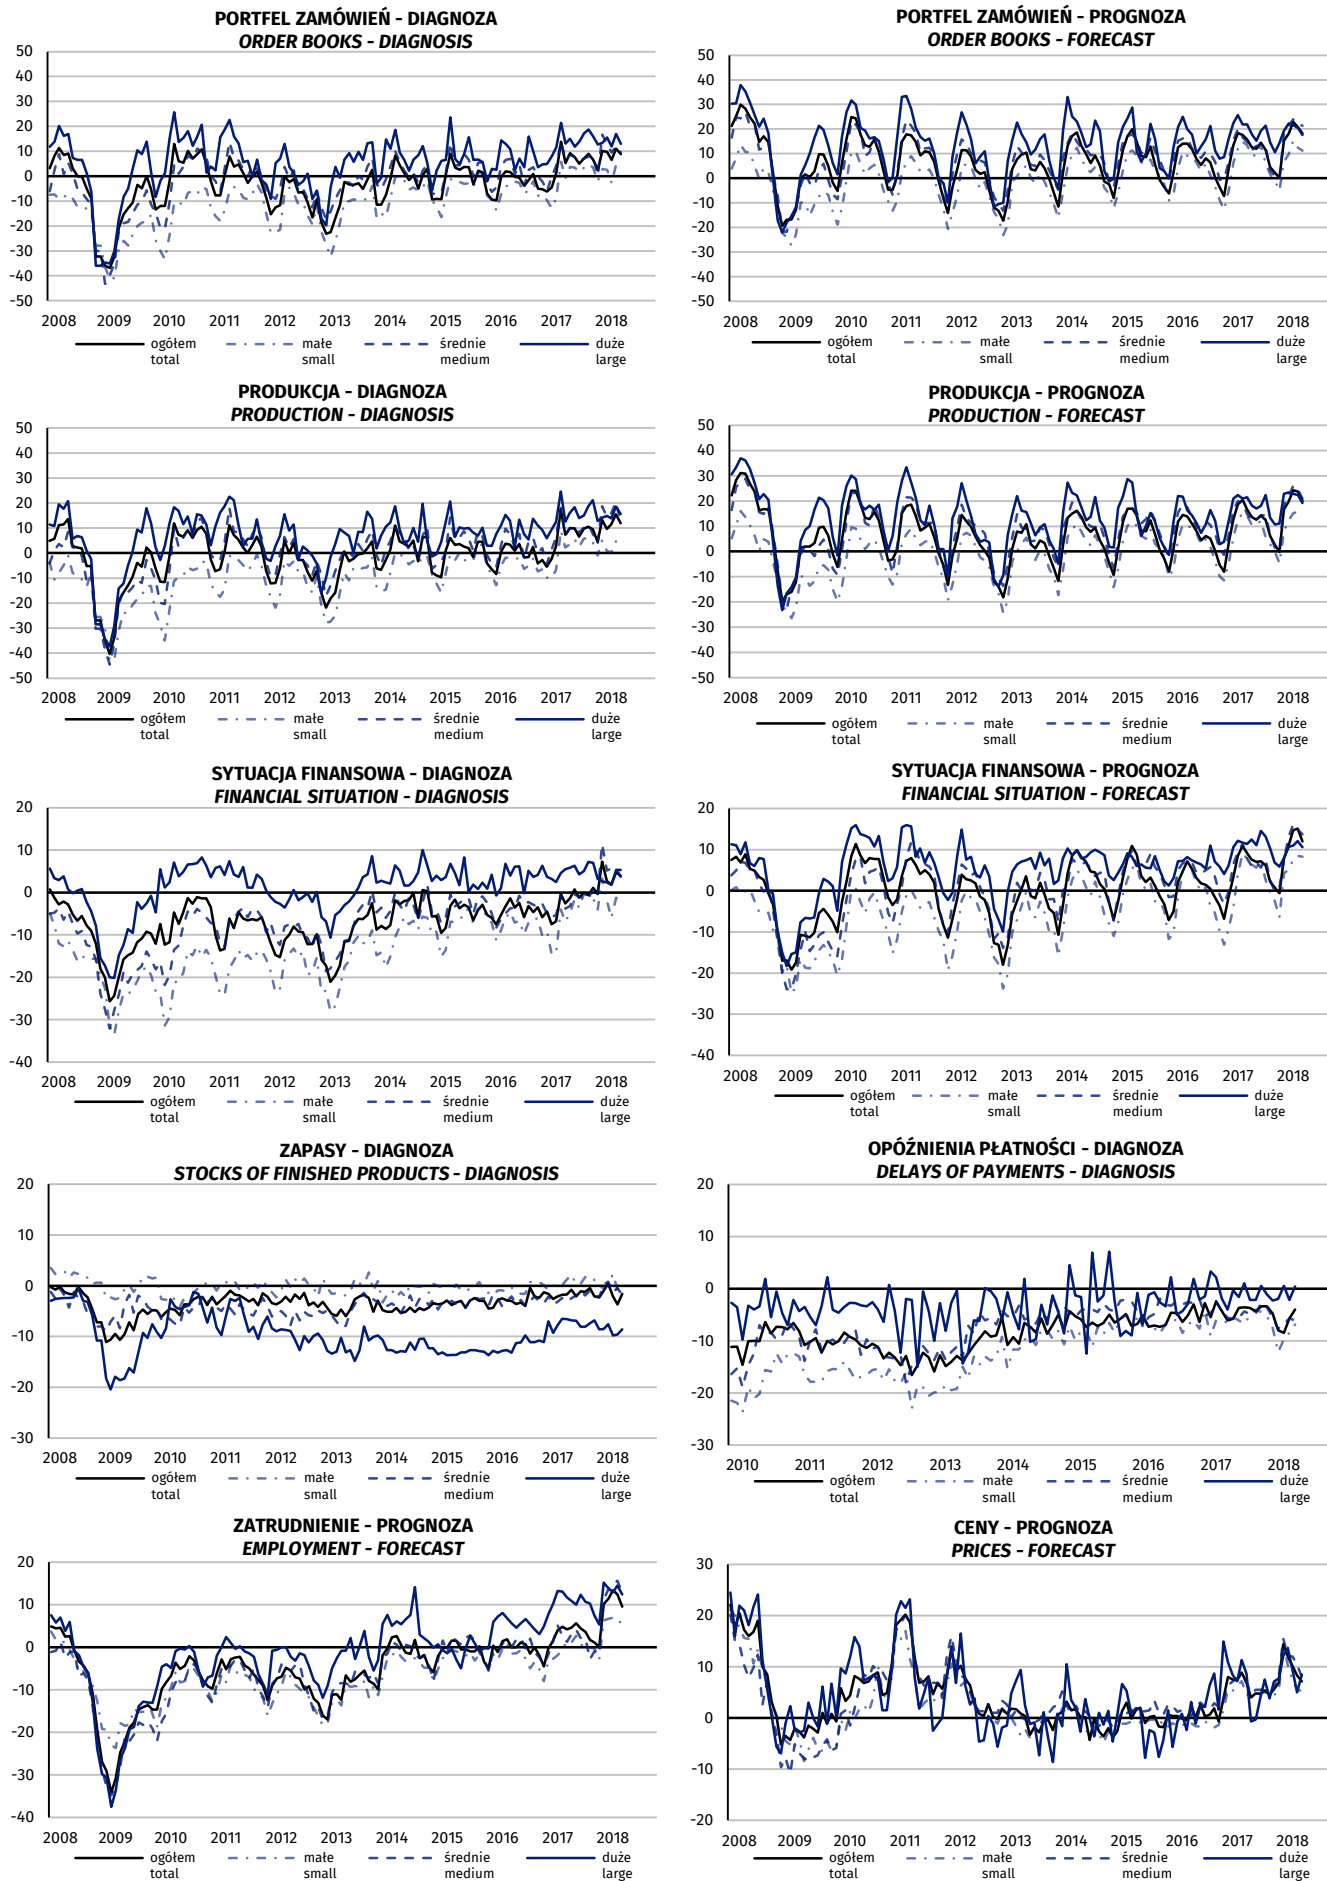 PORTFEL ZAMÓWIEŃ - DIAGNOZA
ORDER BOOKS - DIAGNOSIS
50
40
30
20
10
0
-10
-20
-30
-40
-50
2008 2009 2010 2011 2012 2013 2014 2015 2016 2017 2018
ogółem małe średnie duże
total small medium large
PORTFEL ZAMÓWIEŃ - PROGNOZA
ORDER BOOKS - FORECAST
50
40
30
20
10
0
-10
-20
-30
-40
-50
2008 2009 2010 2011 2012 2013 2014 2015 2016 2017 2018
ogółem małe średnie duże
total small medium large
PRODUKCJA - DIAGNOZA
PRODUCTION - DIAGNOSIS
50
40
30
20
10
0
-10
-20
-30
-40
-50
2008 2009 2010 2011 2012 2013 2014 2015 2016 2017 2018
ogółem małe średnie duże
total small medium large
PRODUKCJA - PROGNOZA
PRODUCTION - FORECAST
50
40
30
20
10
0
-10
-20
-30
-40
-50
2008 2009 2010 2011 2012 2013 2014 2015 2016 2017 2018
ogółem małe średnie duże
total small medium large
SYTUACJA FINANSOWA - DIAGNOZA
FINANCIAL SITUATION - DIAGNOSIS
20
10
0
-10
-20
-30
-40
2008 2009 2010 2011 2012 2013 2014 2015 2016 2017 2018
ogółem małe średnie duże
total small medium large
SYTUACJA FINANSOWA - PROGNOZA
FINANCIAL SITUATION - FORECAST
20
10
0
-10
-20
-30
-40
2008 2009 2010 2011 2012 2013 2014 2015 2016 2017 2018
ogółem małe średnie duże
total small medium large
ZAPASY - DIAGNOZA
STOCKS OF FINISHED PRODUCTS - DIAGNOSIS
20
10
0
-10
-20
-30
2008 2009 2010 2011 2012 2013 2014 2015 2016 2017 2018
ogółem małe średnie duże
total small medium large
OPÓŹNIENIA PŁATNOŚCI - DIAGNOZA
DELAYS OF PAYMENTS - DIAGNOSIS
20
10
0
-10
-20
-30
2010 2011 2012 2013 2014 2015 2016 2017 2018
ogółem małe średnie duże
total small medium large
ZATRUDNIENIE - PROGNOZA
EMPLOYMENT - FORECAST
20
10
0
-10
-20
-30
-40
2008 2009 2010 2011 2012 2013 2014 2015 2016 2017 2018
ogółem małe średnie duże
total small medium large
CENY - PROGNOZA
PRICES - FORECAST
30
20
10
0
-10
-20
2008 2009 2010 2011 2012 2013 2014 2015 2016 2017 2018
ogółem małe średnie duże
total small medium large